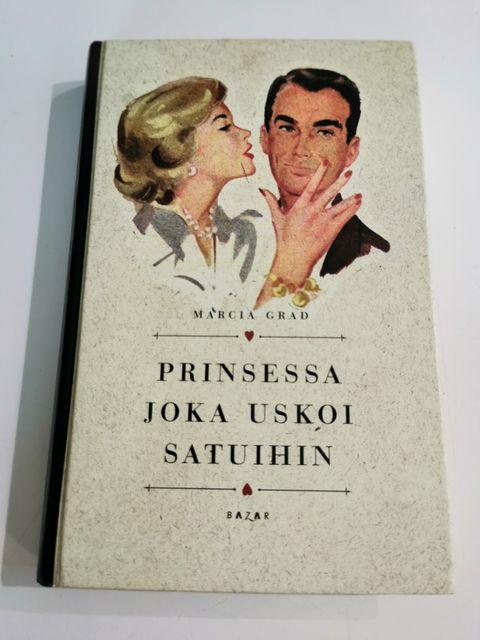 MARCIA GRAD
PRINSESSA
JOKA USKOI
SATUIHIN
BAZAR